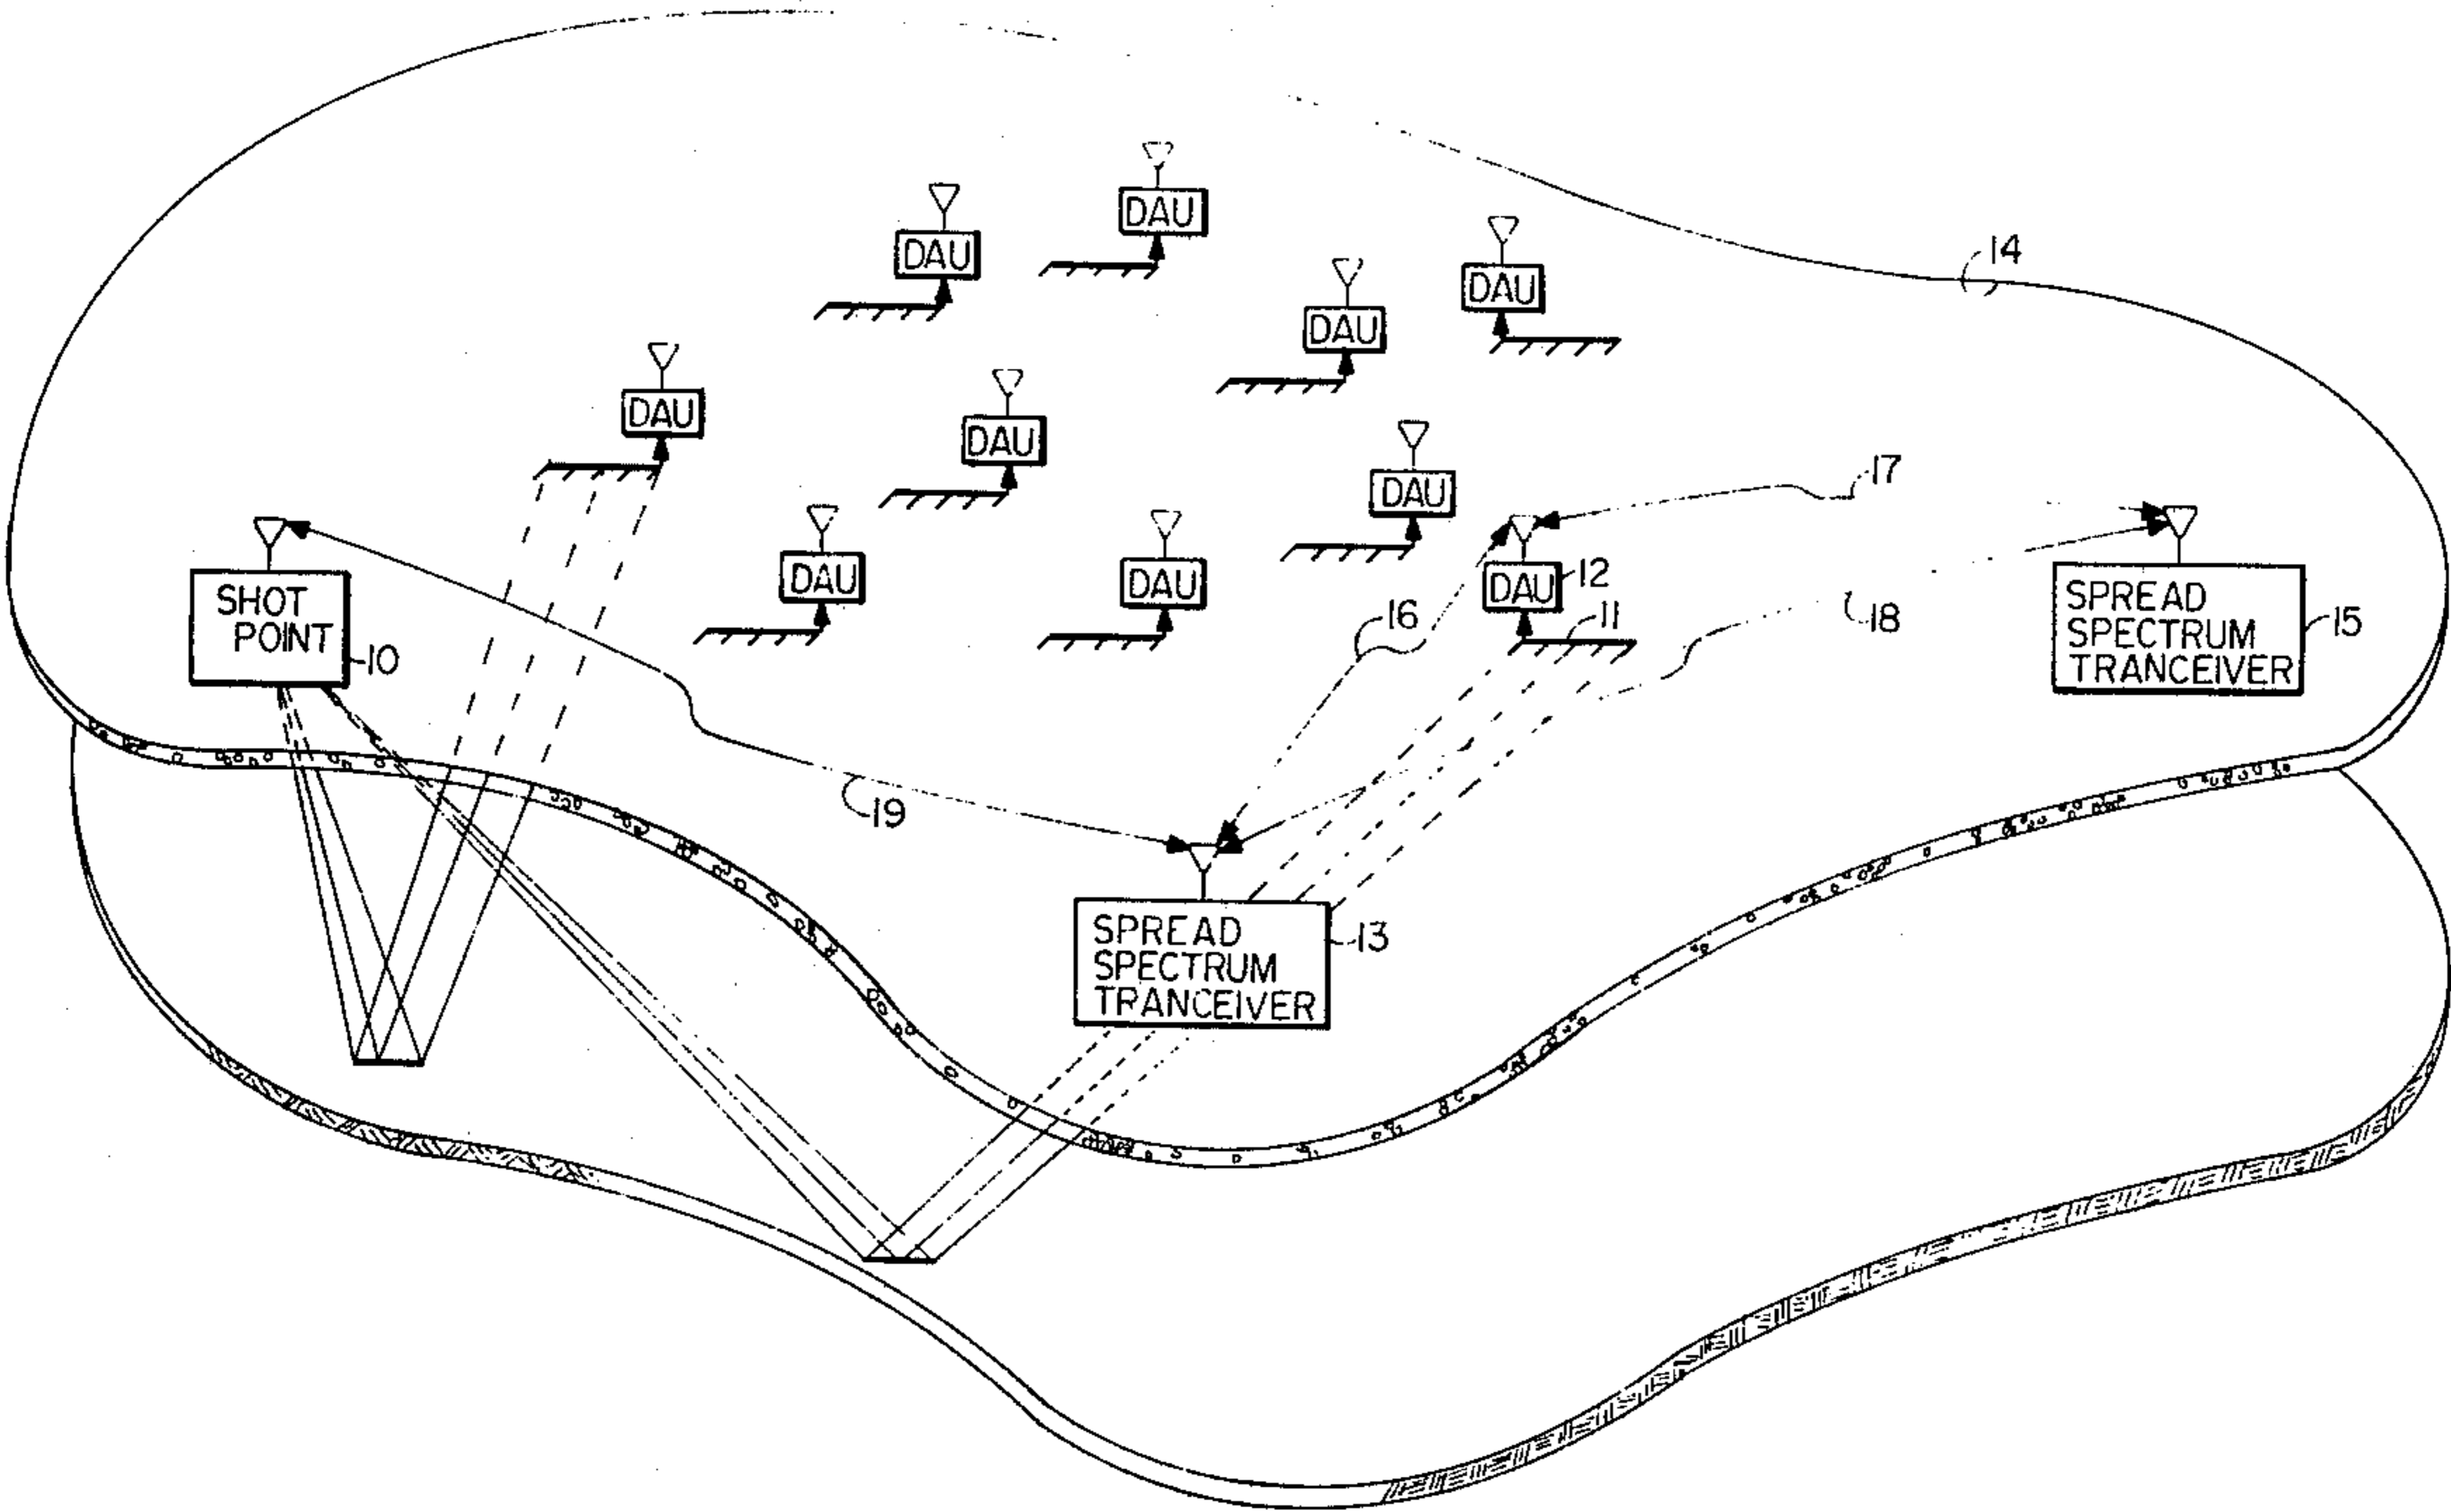 DAU
DAU
14
DAU
DAU
DAU
DAU
17
DAU
SHOT
POINT
10
DAU
DAU
16
DAU
12
11
18
SPREAD
SPECTRUM
TRANCEIVER
15
19
SPREAD
SPECTRUM
TRANCEIVER
13